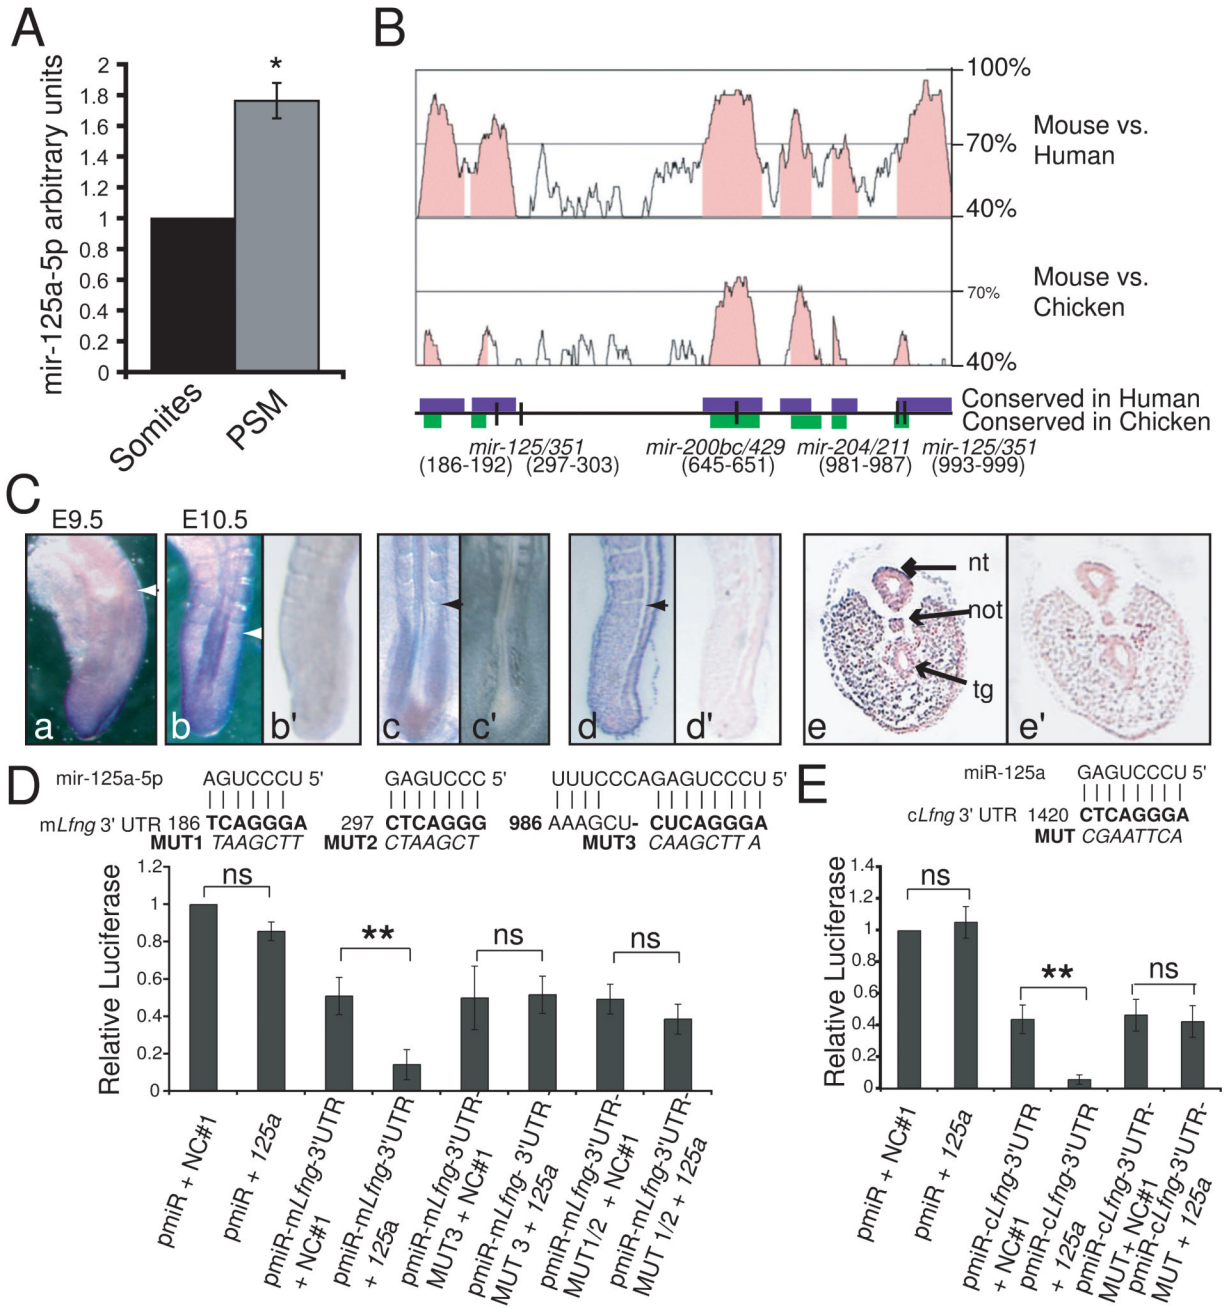 A
mir-125a-5p arbitrary units
2
1.8
1.6
1.4
1.2
1
0.8
0.6
0.4
0.2
0
*
Somites
PSM
B
100%
70%
40%
Mouse vs.
Human
70%
40%
Mouse vs.
Chicken
Conserved in Human
Conserved in Chicken
mir-125/351
(186-192) (297-303)
mir-200bc/429
(645-651)
mir-204/211
(981-987)
mir-125/351
(993-999)
C
E9.5
E10.5
a
b
b'
c
c'
d
d'
e
e'
nt
not
tg
D
mir-125a-5p
AGUCCCU 5'
GAGUCCC 5'
UUUCCCAGAGUCCCU 5'
mLfng 3' UTR 186 TCAGGGA
297 CTCAGGG
986 AAAGCU- CUCAGGGA
MUT1 TAAGCTT
MUT2 CTAAGCT
MUT3 CAAGCTT A
Relative Luciferase
1.2
1
0.8
0.6
0.4
0.2
0
ns
**
ns
ns
pmiR + NC#1
pmiR + 125a
pmiR-mLfng-3'UTR
+ NC#1
pmiR-mLfng-3'UTR
+ 125a
pmiR-mLfng-3'UTR-
MUT3 + NC#1
pmiR-mLfng- 3'UTR
MUT 3 + 125a
pmiR-mLfng-3'UTR-
MUT1/2 + NC#1
pmiR-mLfng-3'UTR-
MUT 1/2 + 125a
E
miR-125a
GAGUCCCU 5'
cLfng 3' UTR 1420 CTCAGGGA
MUT CGAATTCA
Relative Luciferase
1.4
1.2
1
0.8
0.6
0.4
0.2
0
ns
**
ns
pmiR + NC#1
pmiR + 125a
pmiR-cLfng-3'UTR
+ NC#1
pmiR-cLfng-3'UTR
+ 125a
pmiR-cLfng-3'UTR-
MUT+ NC#1
pmiR-cLfng-3'UTR-
MUT + 125a